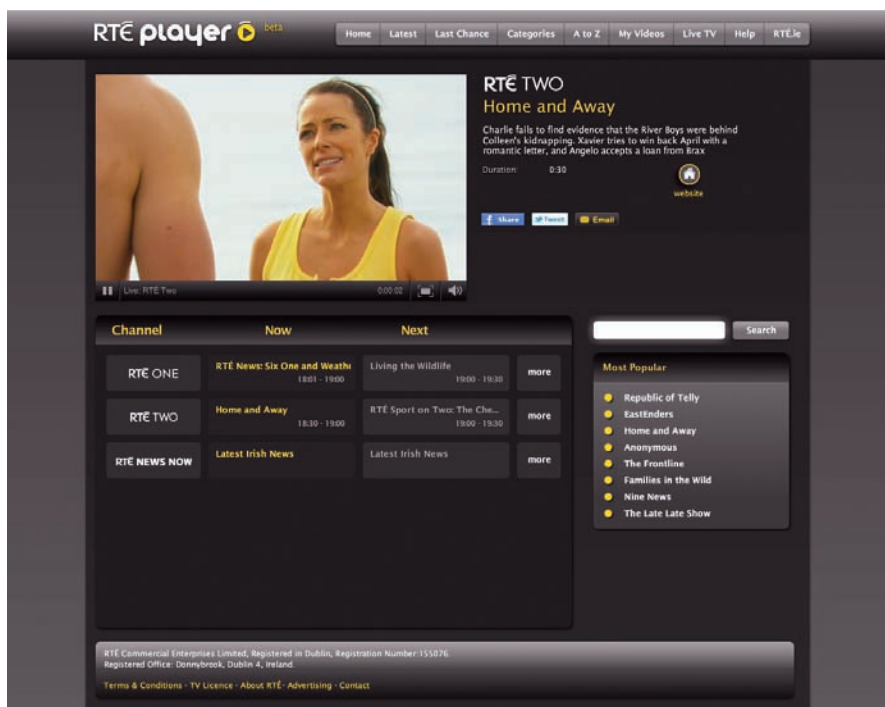 RTÉ player beta
Home Latest Last Chance Categories A to Z My Videos Live TV Help RTÉ.ie
RTÉ TWO
Home and Away
Charlie fails to find evidence that the River Boys were behind
Colleen's kidnapping. Xavier tries to win back April with a
romantic letter, and Angelo accepts a loan from Brax
Duration: 0:30
website
Share Tweet Email
Live: RTÉ Two 0:00:02
Channel Now Next
RTÉ ONE
RTÉ News: Six One and Weathe
18:01 - 19:00
Living the Wildlife
19:00 - 19:30
more
RTÉ TWO
Home and Away
18:30 - 19:00
RTÉ Sport on Two: The Che...
19:00 - 19:30
more
RTÉ NEWS NOW
Latest Irish News
Latest Irish News
more
Search
Most Popular
Republic of Telly
EastEnders
Home and Away
Anonymous
The Frontline
Families in the Wild
Nine News
The Late Late Show
RTÉ Commercial Enterprises Limited, Registered in Dublin, Registration Number:155076.
Registered Office: Donnybrook, Dublin 4, Ireland.
Terms & Conditions - TV Licence - About RTÉ - Advertising - Contact